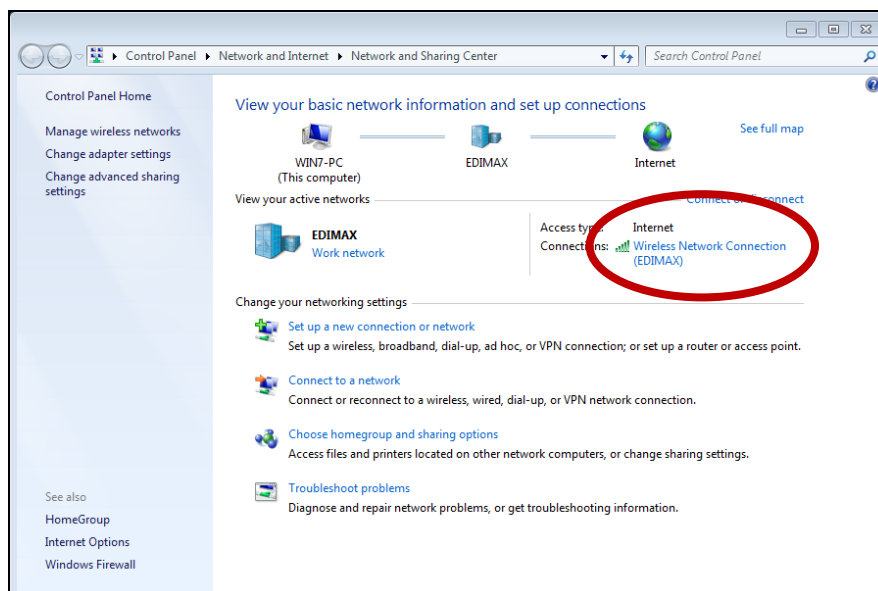 Control Panel Network and Internet Network and Sharing Center Search Control Panel
Control Panel Home
Manage wireless networks
Change adapter settings
Change advanced sharing
settings
See also
HomeGroup
Internet Options
Windows Firewall
View your basic network information and set up connections
See full map
WIN7-PC
(This computer)
EDIMAX
Internet
View your active networks
Connect or disconnect
EDIMAX
Work network
Access type: Internet
Connections: Wireless Network Connection
(EDIMAX)
Change your networking settings
Set up a new connection or network
Set up a wireless, broadband, dial-up, ad hoc, or VPN connection; or set up a router or access point.
Connect to a network
Connect or reconnect to a wireless, wired, dial-up, or VPN network connection.
Choose homegroup and sharing options
Access files and printers located on other network computers, or change sharing settings.
Troubleshoot problems
Diagnose and repair network problems, or get troubleshooting information.